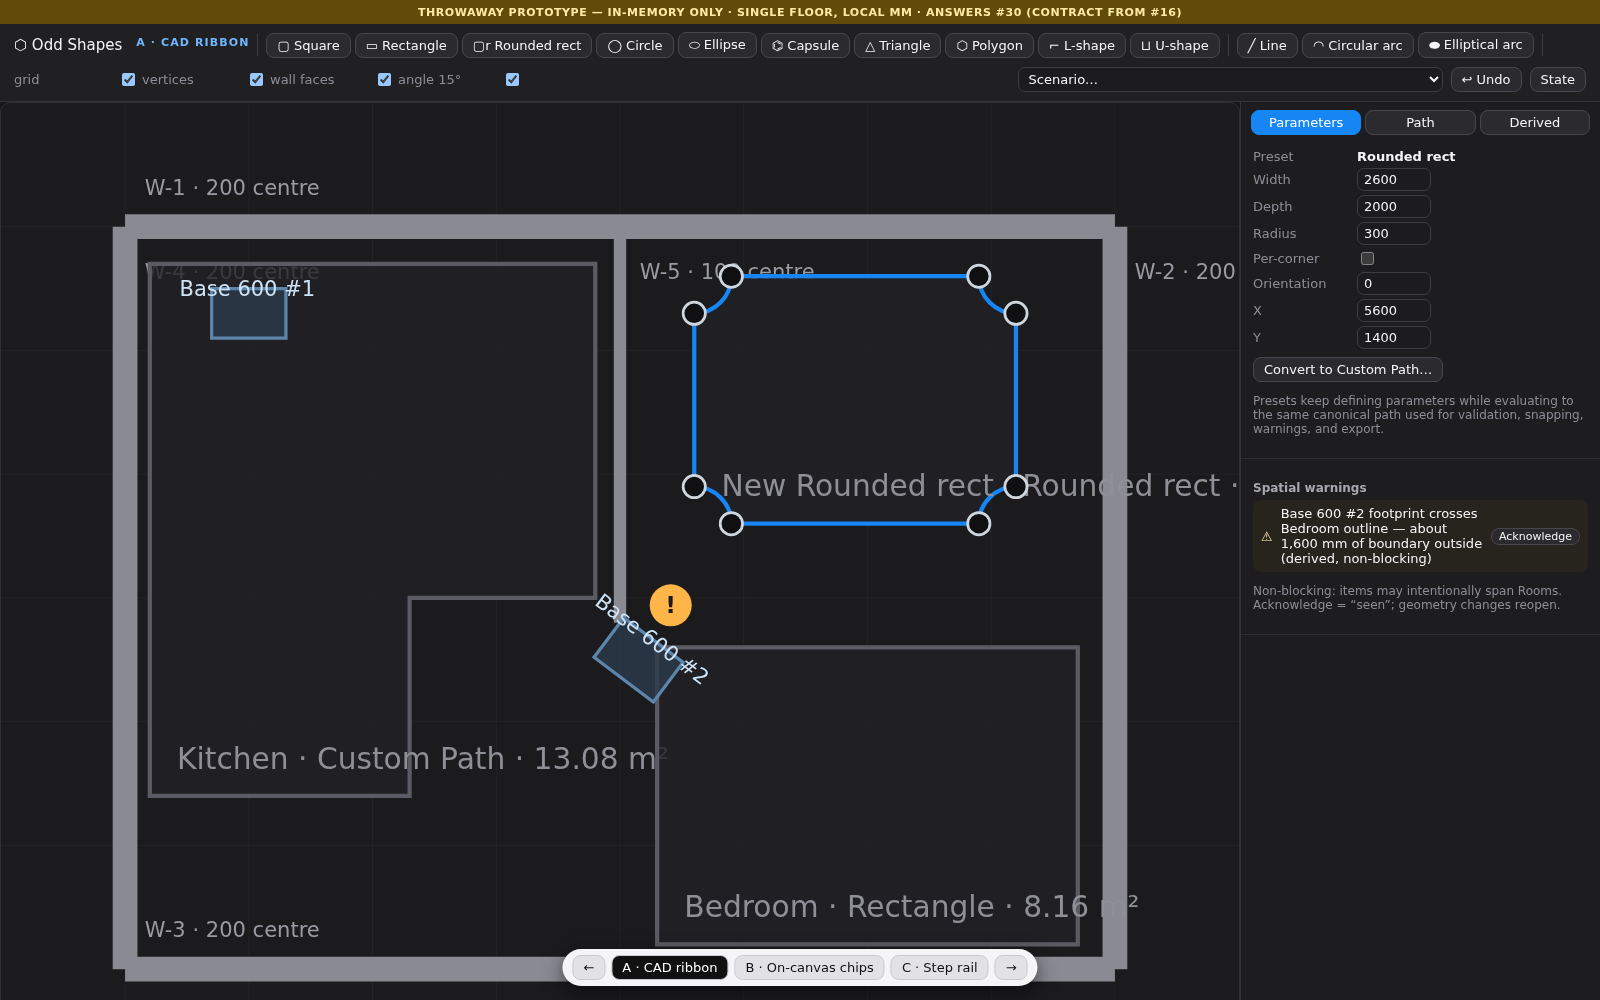 THROWAWAY PROTOTYPE — IN-MEMORY ONLY · SINGLE FLOOR, LOCAL MM · ANSWERS #30 (CONTRACT FROM #16)
⬡ Odd Shapes A · CAD RIBBON ▢ Square ▭ Rectangle ▢r Rounded rect ◯ Circle ⬭ Ellipse ⌬ Capsule △ Triangle ⬡ Polygon ⌐ L-shape ⊔ U-shape ╱ Line ◠ Circular arc ⬬ Elliptical arc
grid vertices wall faces angle 15° Scenario… ↩ Undo State
Parameters Path Derived
Preset Rounded rect
Width 2600
Depth 2000
Radius 300
Per-corner
Orientation 0
X 5600
Y 1400
Convert to Custom Path…
Presets keep defining parameters while evaluating to
the same canonical path used for validation, snapping,
warnings, and export.
Spatial warnings
⚠ Base 600 #2 footprint crosses
Bedroom outline — about
1,600 mm of boundary outside
(derived, non-blocking)
Acknowledge
Non-blocking: items may intentionally span Rooms.
Acknowledge = “seen”; geometry changes reopen.
W-1 · 200 centre
W-4 · 200 centre
W-5 · 100 centre
W-2 · 200
Base 600 #1
New Rounded rect · Rounded rect ·
!
Base 600 #2
Kitchen · Custom Path · 13.08 m²
Bedroom · Rectangle · 8.16 m²
W-3 · 200 centre
← A · CAD ribbon B · On-canvas chips C · Step rail →